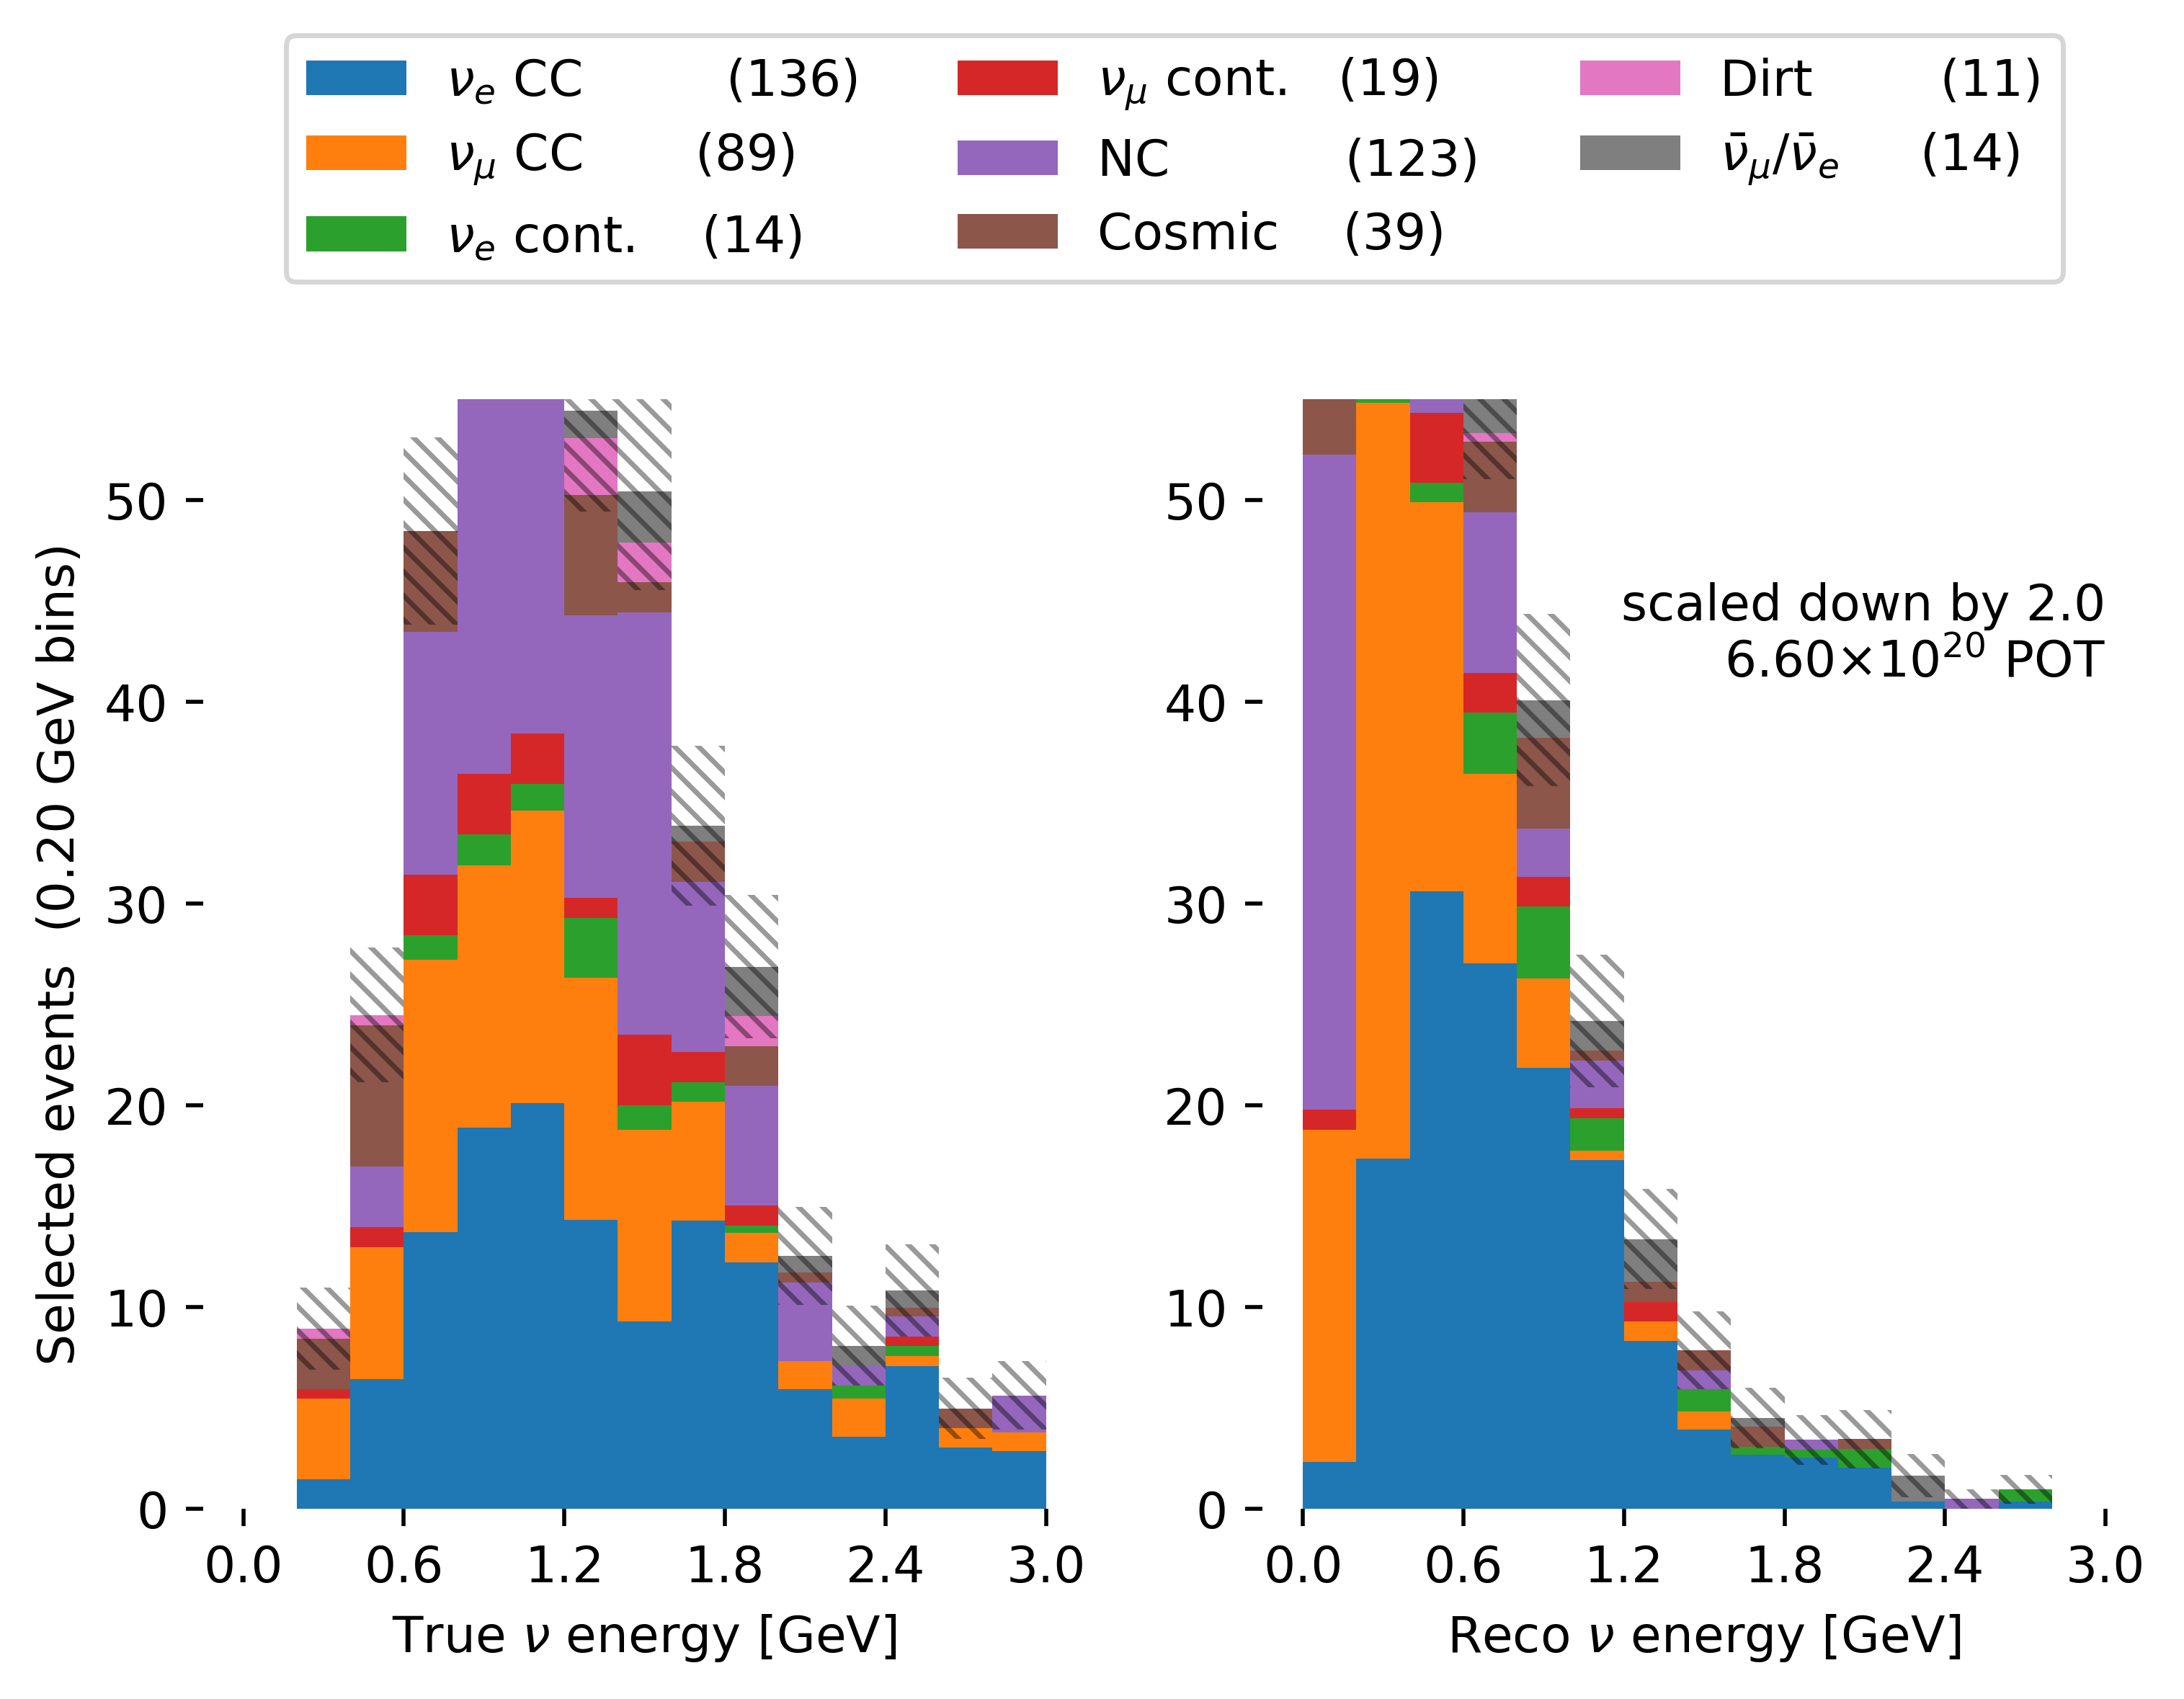 νe CC (136)
νμ CC (89)
νe cont. (14)
νμ cont. (19)
NC (123)
Cosmic (39)
Dirt (11)
ν̄μ/ν̄e (14)
Selected events (0.20 GeV bins)
50
40
30
20
10
0
0.0 0.6 1.2 1.8 2.4 3.0
True ν energy [GeV]
scaled down by 2.0
6.60×10²⁰ POT
50
40
30
20
10
0
0.0 0.6 1.2 1.8 2.4 3.0
Reco ν energy [GeV]